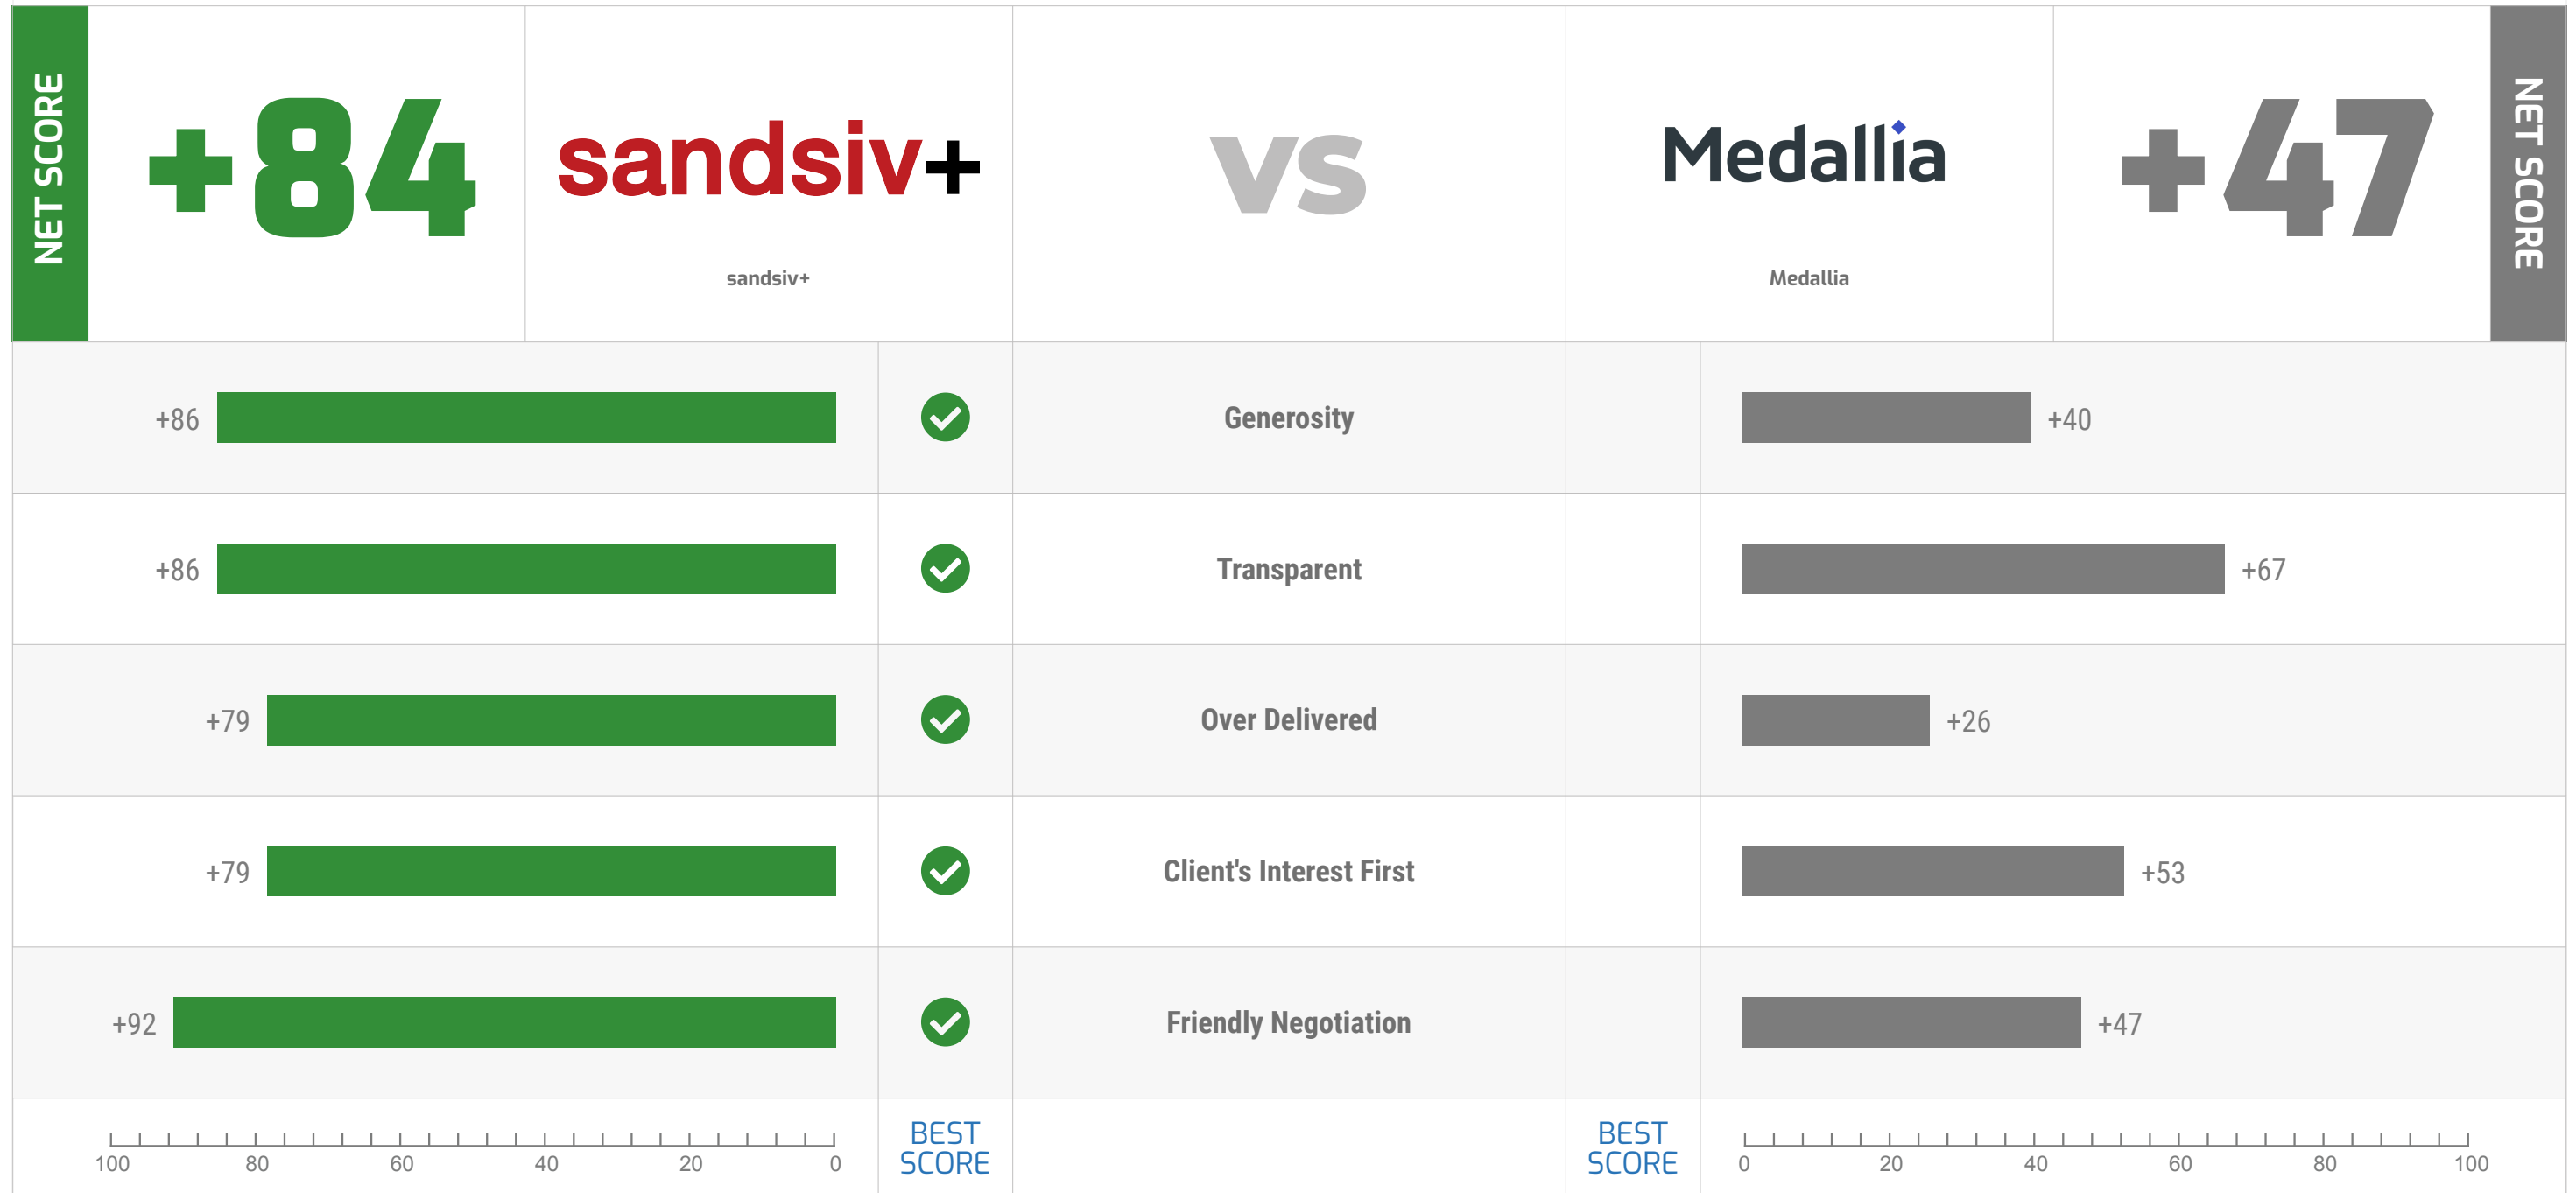 NET SCORE
+84
sandsiv+
sandsiv+
vs
Medallia
Medallia
+47
NET SCORE
+86
Generosity
+40
+86
Transparent
+67
+79
Over Delivered
+26
+79
Client's Interest First
+53
+92
Friendly Negotiation
+47
100 80 60 40 20 0
BEST
SCORE
BEST
SCORE
0 20 40 60 80 100